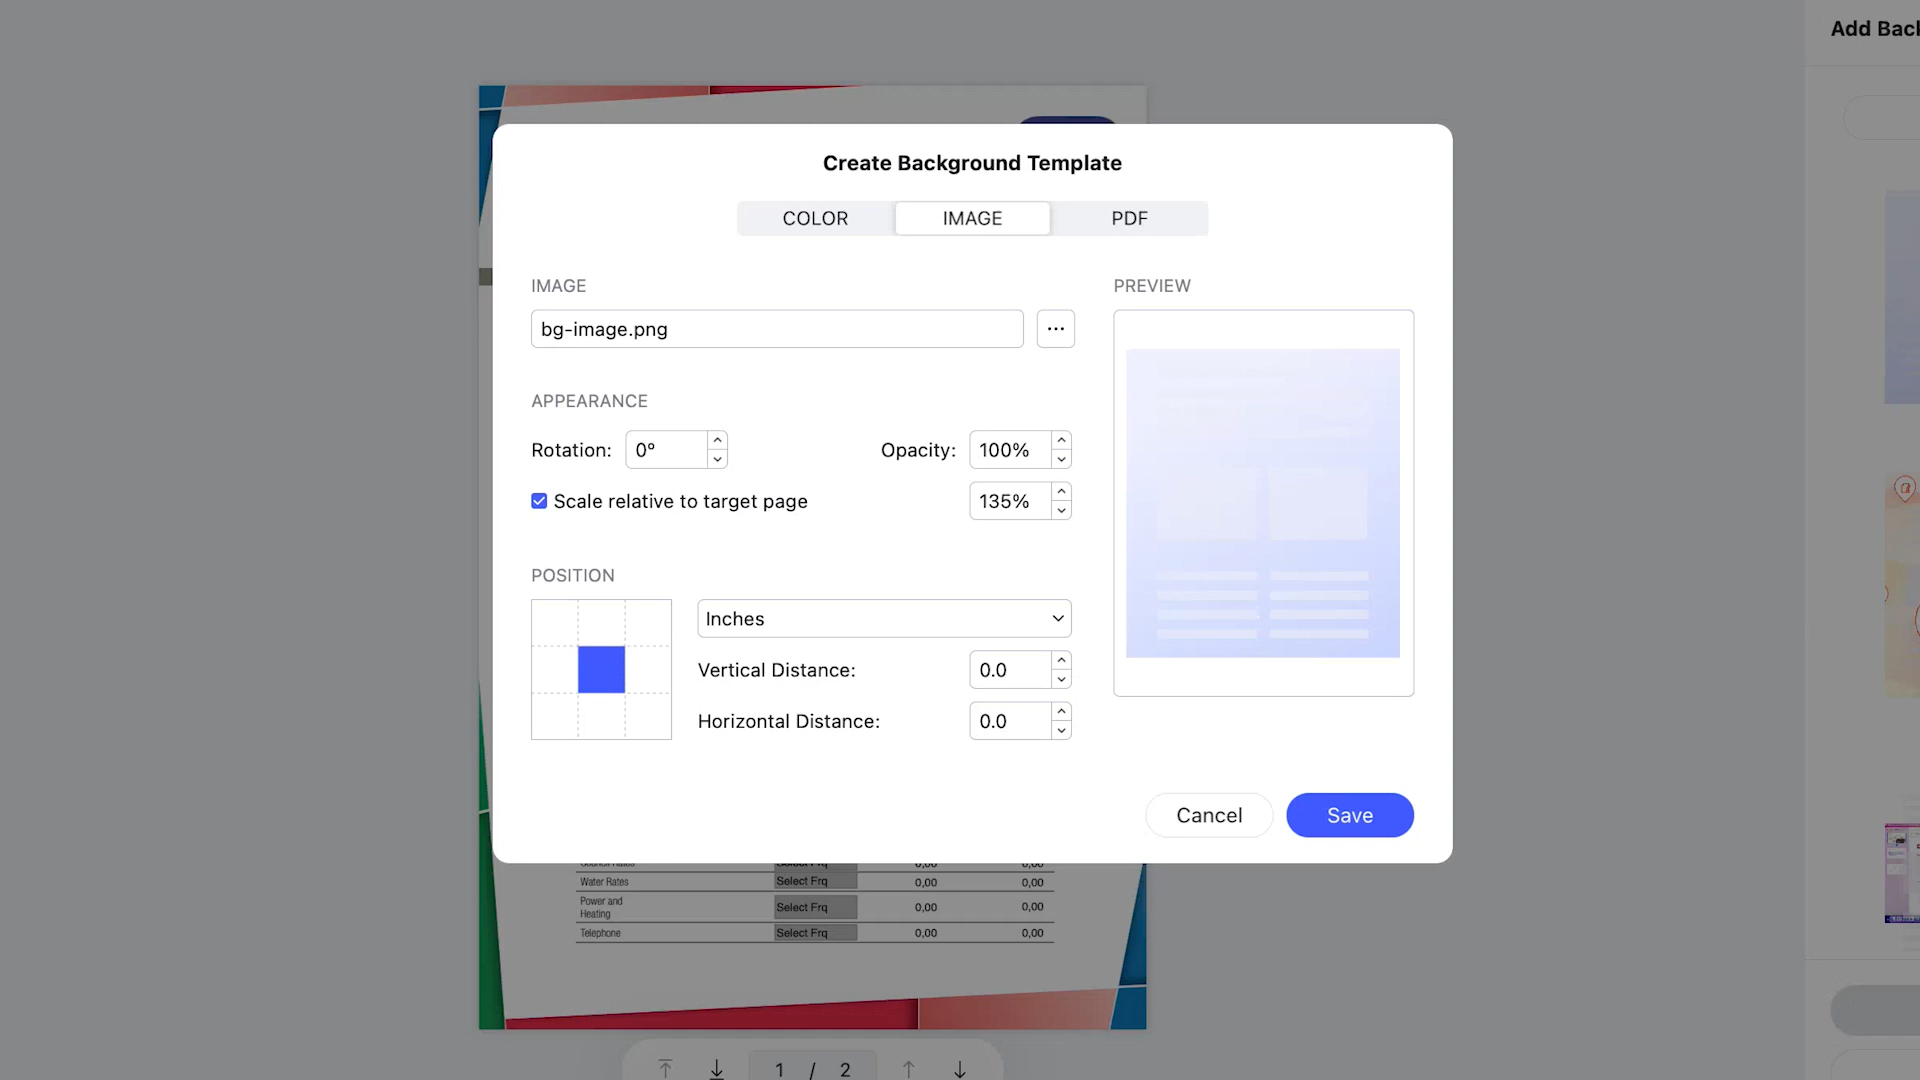 Add Back
Create Background Template
COLOR
IMAGE
PDF
IMAGE
PREVIEW
bg-image.png
...
APPEARANCE
Rotation: 0° Opacity: 100%
Scale relative to target page 135%
POSITION
Inches
Vertical Distance: 0.0
Horizontal Distance: 0.0
Cancel
Save
Water Rates Select Frq 0,00 0,00
Power and
Heating Select Frq 0,00 0,00
Telephone Select Frq 0,00 0,00
1 / 2